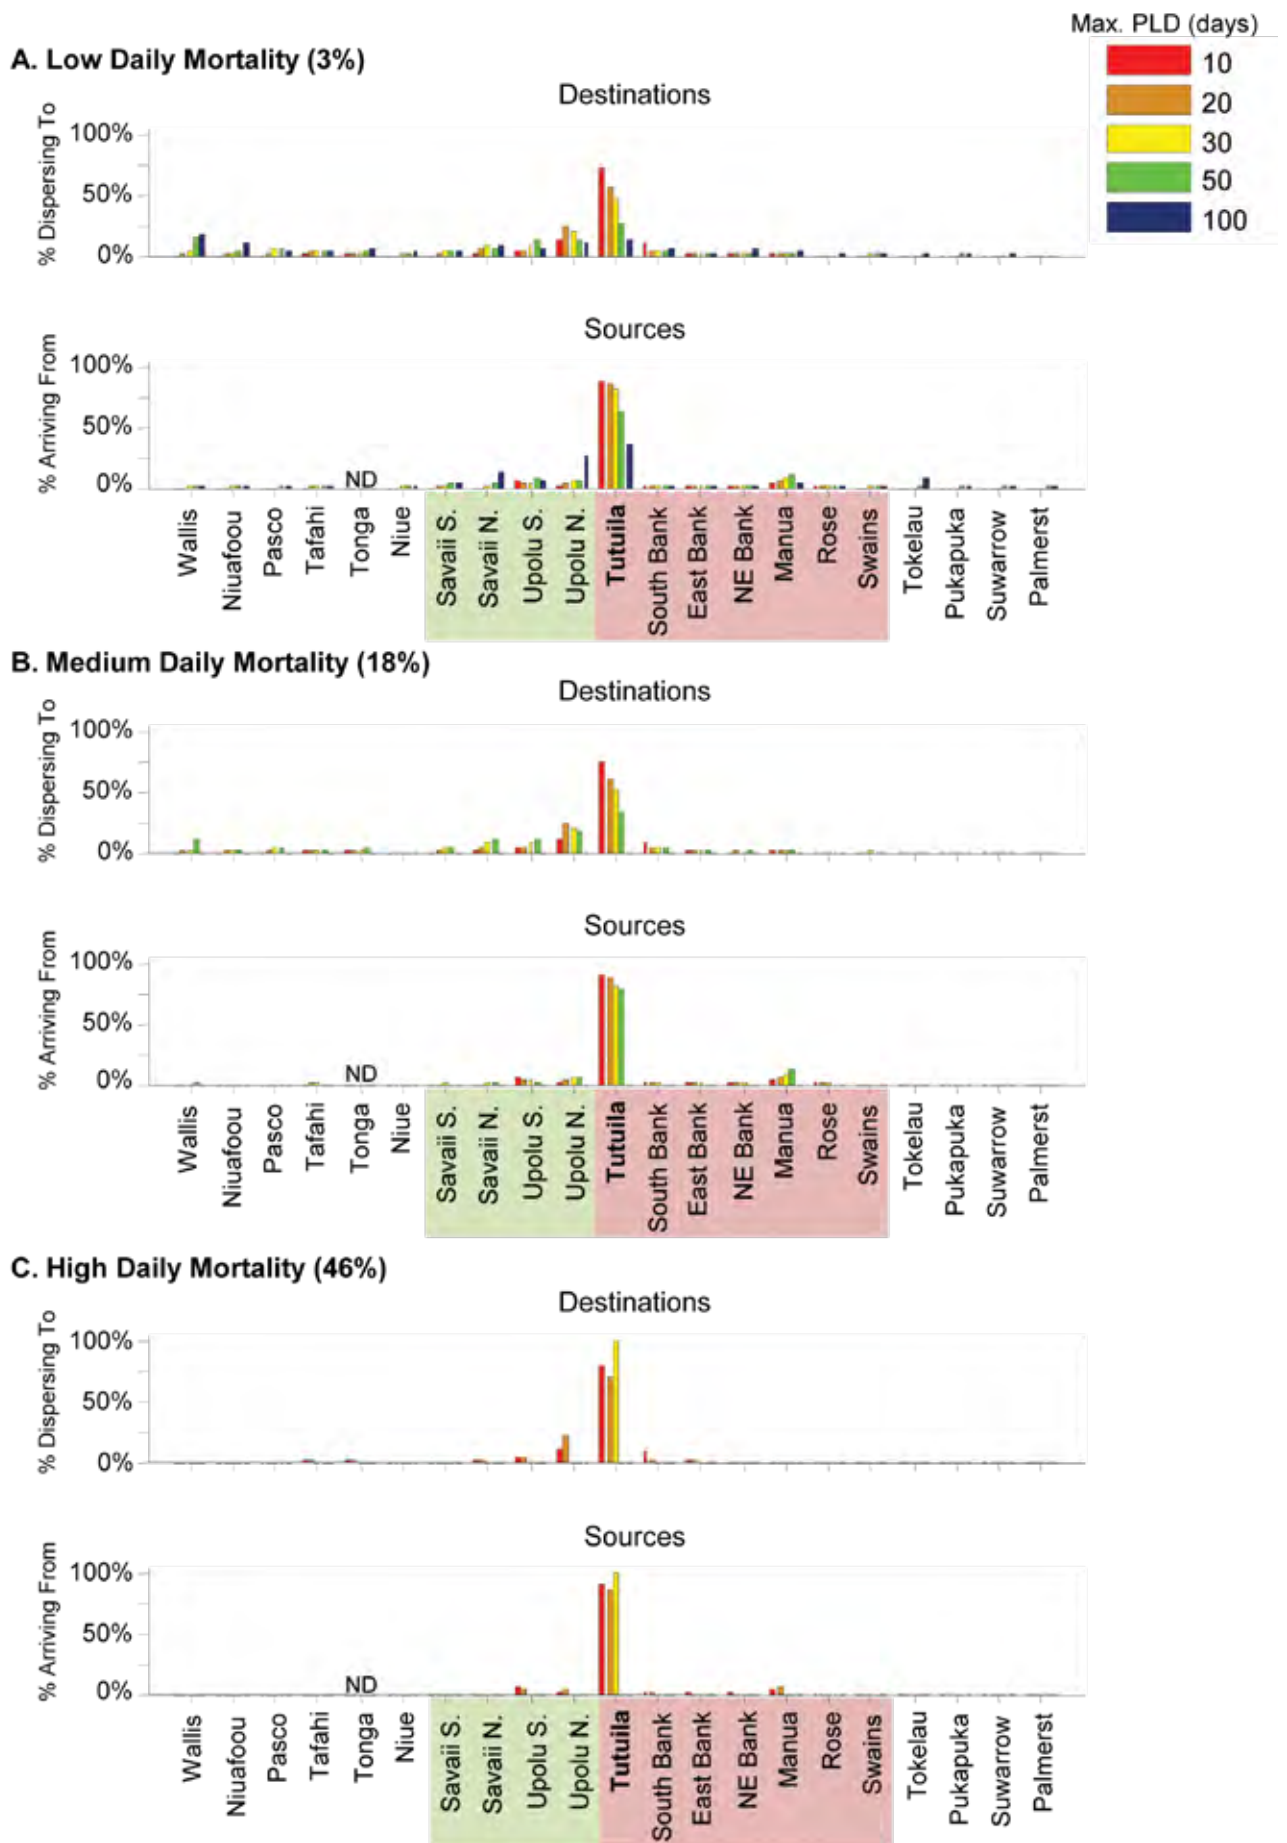 Max. PLD (days)
10
20
30
50
100
A. Low Daily Mortality (3%)
Destinations
% Dispersing To
100%
50%
0%
Sources
% Arriving From
100%
50%
0%
ND
Wallis
Niuafoou
Pasco
Tafahi
Tonga
Niue
Savaii S.
Savaii N.
Upolu S.
Upolu N.
Tutuila
South Bank
East Bank
NE Bank
Manua
Rose
Swains
Tokelau
Pukapuka
Suwarrow
Palmerst
B. Medium Daily Mortality (18%)
Destinations
% Dispersing To
100%
50%
0%
Sources
% Arriving From
100%
50%
0%
ND
Wallis
Niuafoou
Pasco
Tafahi
Tonga
Niue
Savaii S.
Savaii N.
Upolu S.
Upolu N.
Tutuila
South Bank
East Bank
NE Bank
Manua
Rose
Swains
Tokelau
Pukapuka
Suwarrow
Palmerst
C. High Daily Mortality (46%)
Destinations
% Dispersing To
100%
50%
0%
Sources
% Arriving From
100%
50%
0%
ND
Wallis
Niuafoou
Pasco
Tafahi
Tonga
Niue
Savaii S.
Savaii N.
Upolu S.
Upolu N.
Tutuila
South Bank
East Bank
NE Bank
Manua
Rose
Swains
Tokelau
Pukapuka
Suwarrow
Palmerst